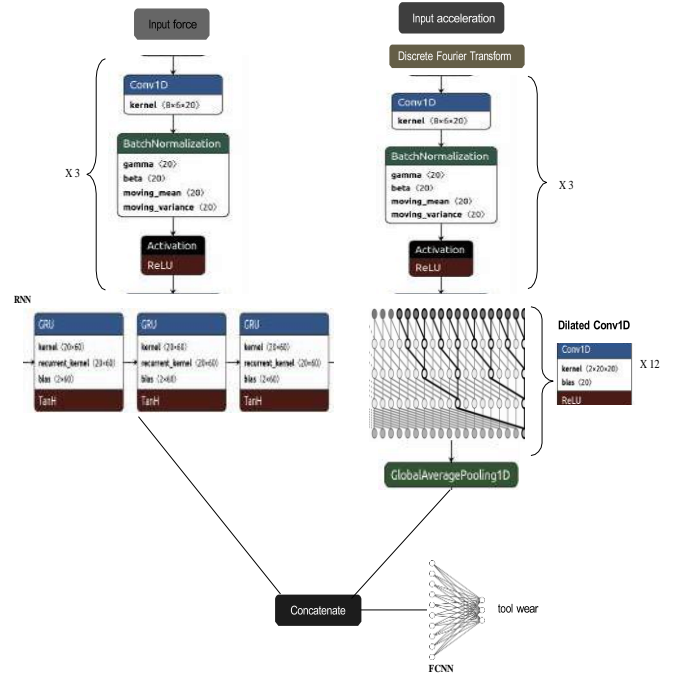 Input force
Input acceleration
Discrete Fourier Transform
Conv1D
kernel ⟨8×6×20⟩
BatchNormalization
gamma ⟨20⟩
beta ⟨20⟩
moving_mean ⟨20⟩
moving_variance ⟨20⟩
Activation
ReLU
X 3
Conv1D
kernel ⟨8×6×20⟩
BatchNormalization
gamma ⟨20⟩
beta ⟨20⟩
moving_mean ⟨20⟩
moving_variance ⟨20⟩
Activation
ReLU
X 3
RNN
GRU
kernel ⟨20×60⟩
recurrent_kernel ⟨20×60⟩
bias ⟨2×60⟩
TanH
GRU
kernel ⟨20×60⟩
recurrent_kernel ⟨20×60⟩
bias ⟨2×60⟩
TanH
GRU
kernel ⟨20×60⟩
recurrent_kernel ⟨20×60⟩
bias ⟨2×60⟩
TanH
Dilated Conv1D
Conv1D
kernel ⟨2×20×20⟩
bias ⟨20⟩
ReLU
X 12
GlobalAveragePooling1D
Concatenate
tool wear
FCNN